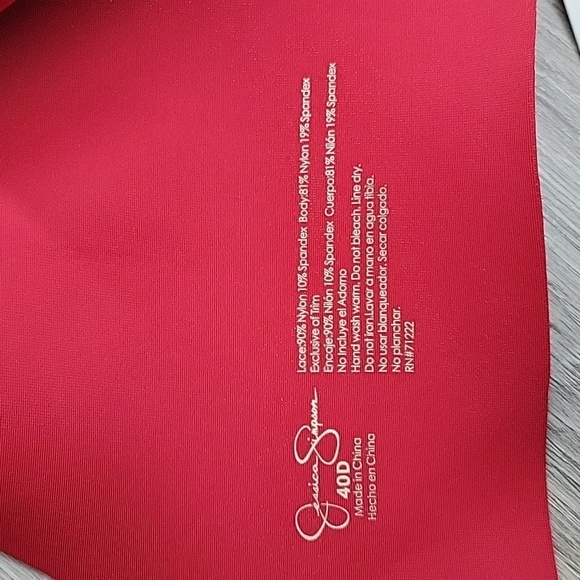 Jessica Simpson
40D
Made in China
Hecho en China
Lace:90% Nylon 10% Spandex Body:81% Nylon 19% Spandex
Exclusive of Trim
Encaje:90% Nilón 10% Spandex Cuerpo:81% Nilón 19% Spandex
No Incluye el Adorno
Hand wash warm. Do not bleach. Line dry.
Do not iron.Lavar a mano en agua tibia.
No usar blanqueador. Secar colgado.
No planchar.
RN#71222